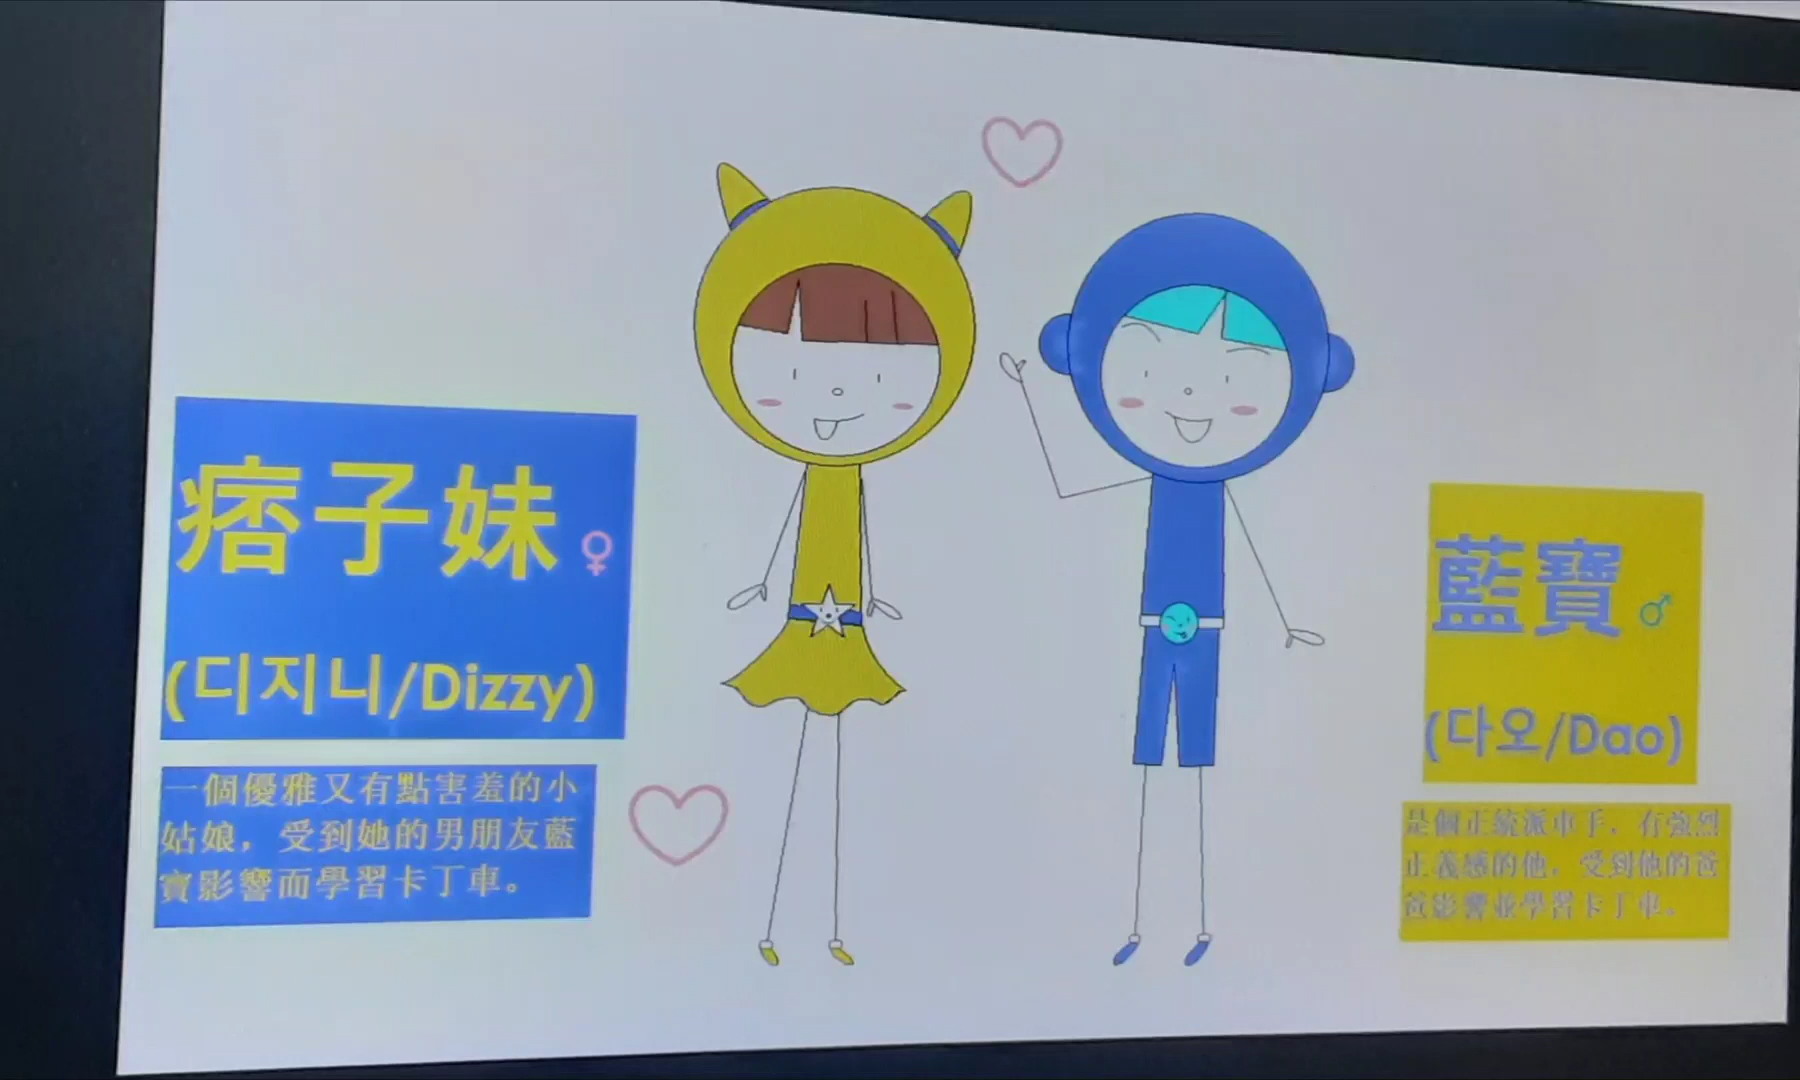 痞子妹♀
(디지니/Dizzy)
一個優雅又有點害羞的小
姑娘，受到她的男朋友藍
寶影響而學習卡丁車。
藍寶♂
(다오/Dao)
是個正統派車手，有強烈
正義感的他，受到他的爸
爸影響並學習卡丁車。